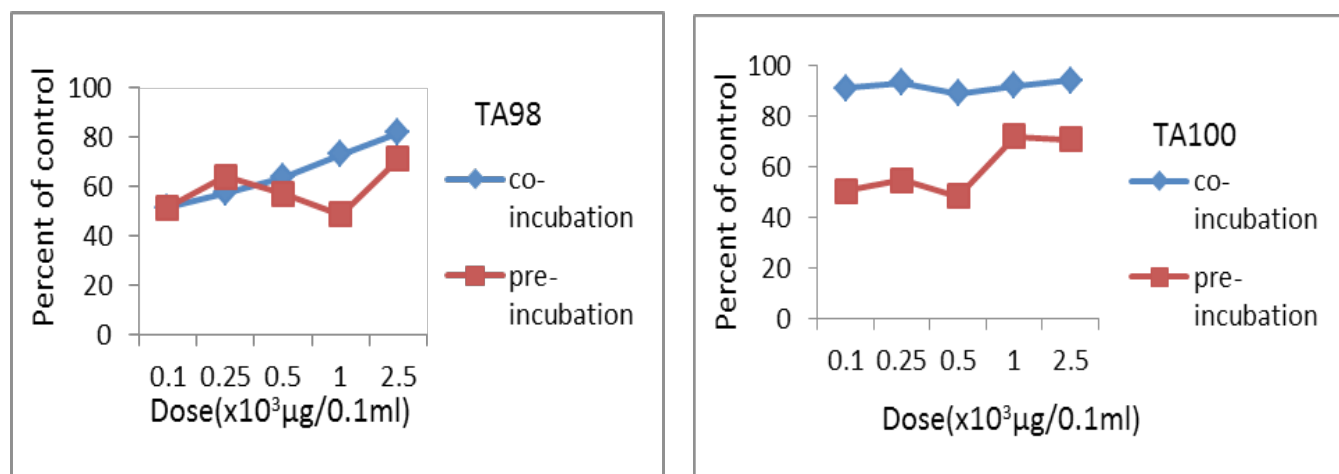 100
80
60
40
20
0
Percent of control
0.1 0.25 0.5 1 2.5
Dose(x10³µg/0.1ml)
TA98
co-
incubation
pre-
incubation
100
80
60
40
20
0
Percent of control
0.1 0.25 0.5 1 2.5
Dose(x10³µg/0.1ml)
TA100
co-
incubation
pre-
incubation